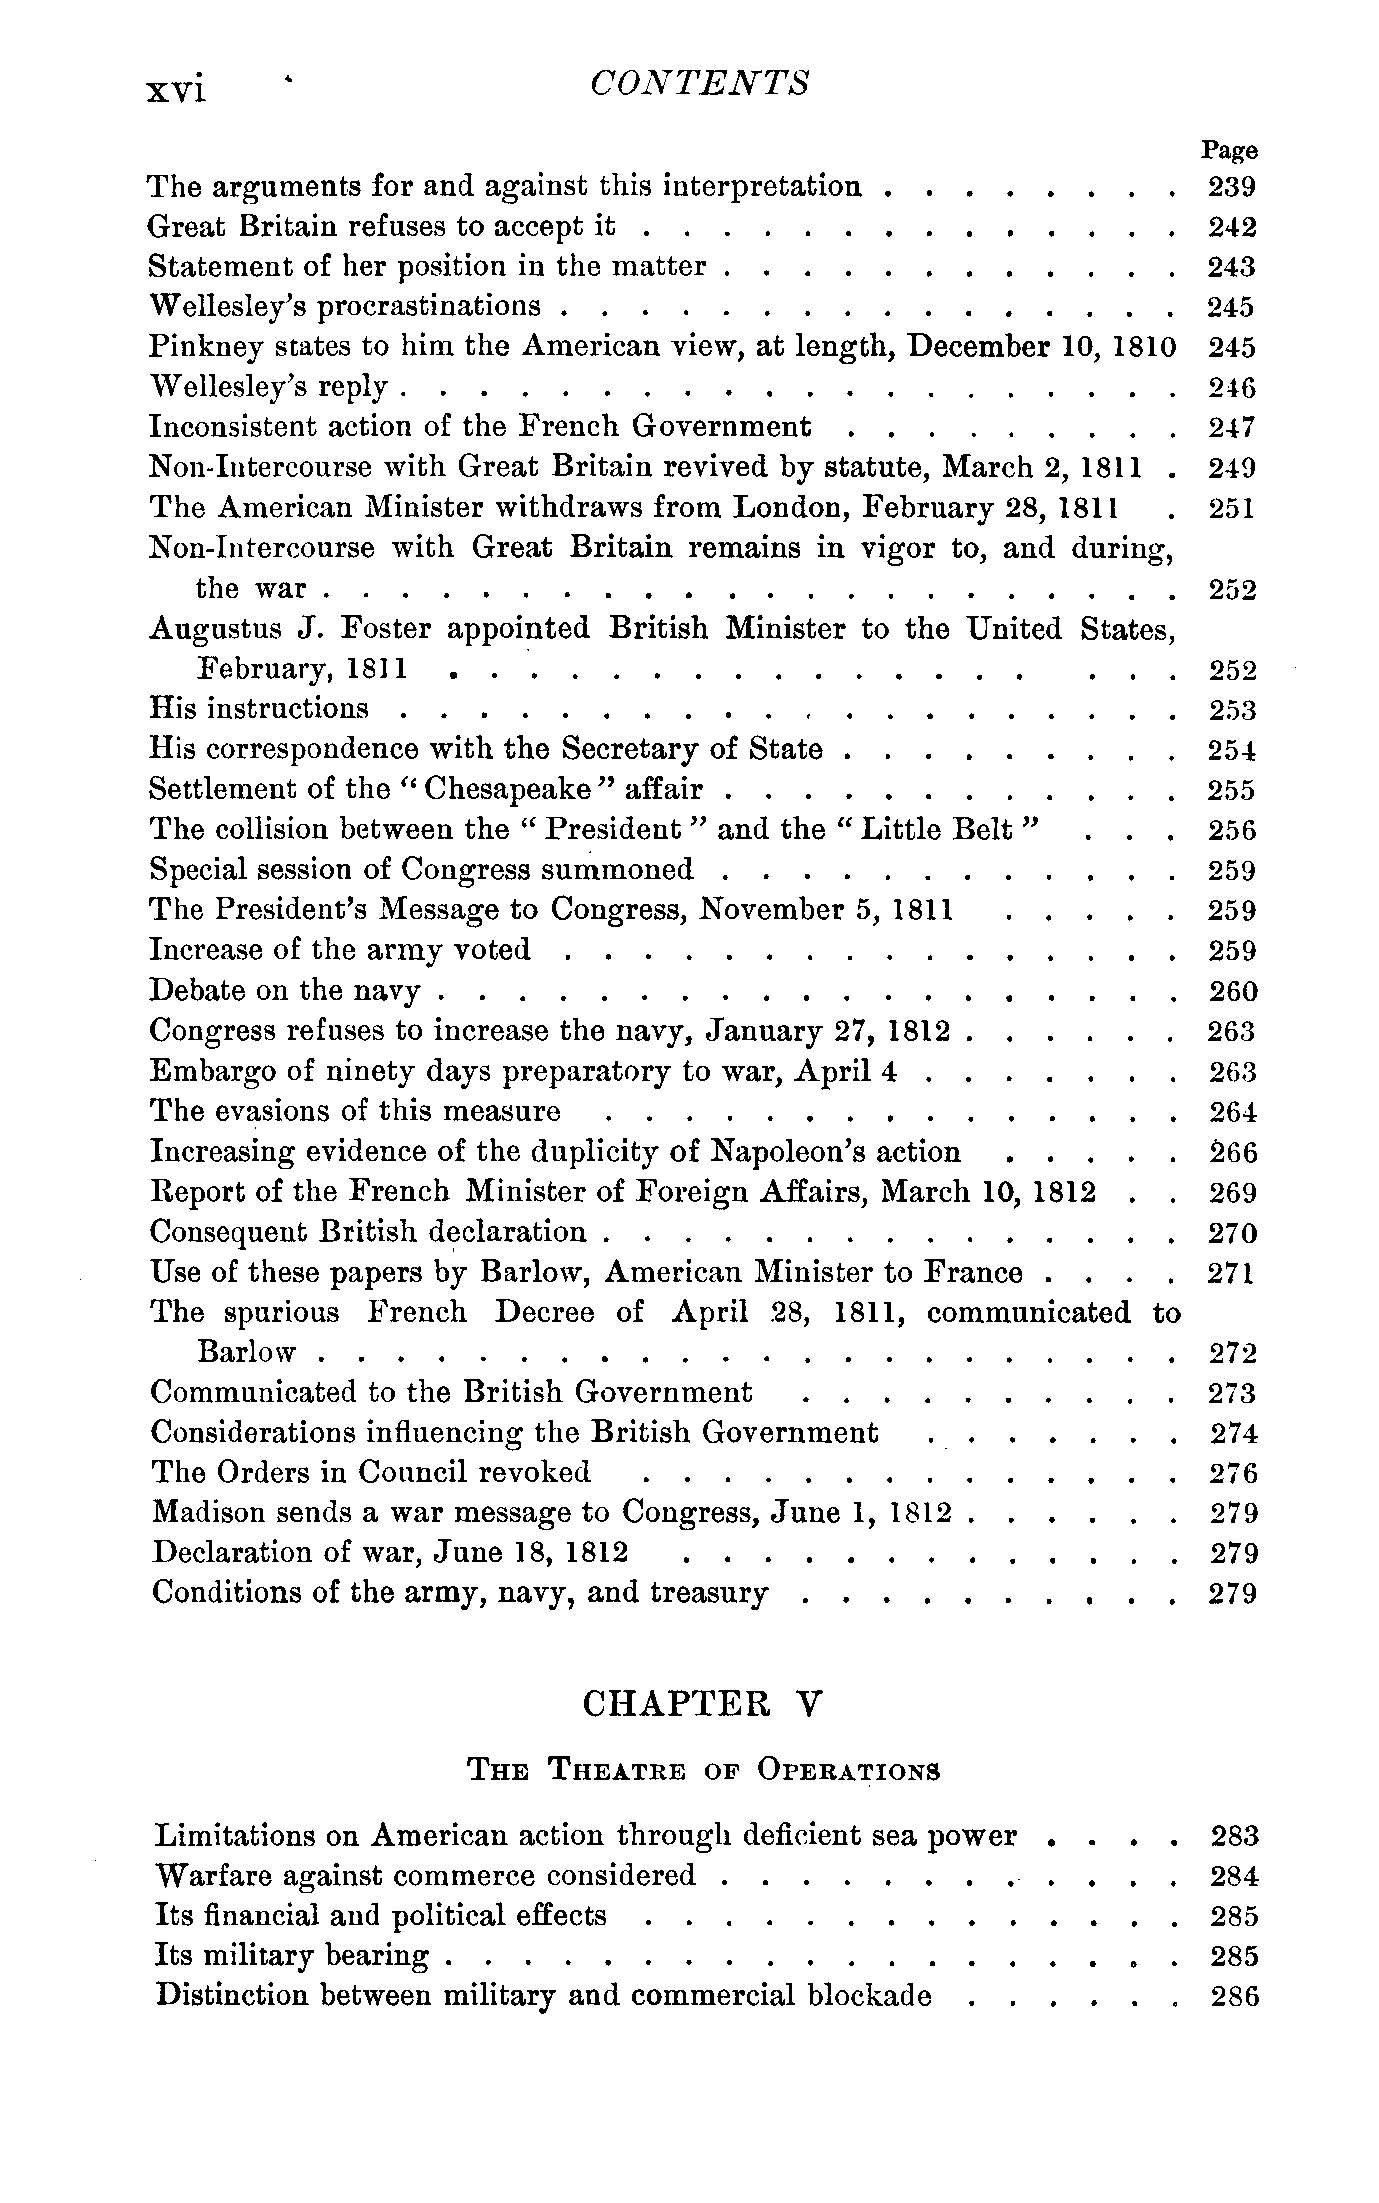 xvi CONTENTS
Page
The arguments for and against this interpretation . . . . . . . . 239
Great Britain refuses to accept it . . . . . . . . . . . . . . 242
Statement of her position in the matter . . . . . . . . . . . . 243
Wellesley's procrastinations . . . . . . . . . . . . . . . . 245
Pinkney states to him the American view, at length, December 10, 1810 245
Wellesley's reply . . . . . . . . . . . . . . . . . . . . 246
Inconsistent action of the French Government . . . . . . . . . 247
Non-Intercourse with Great Britain revived by statute, March 2, 1811 . 249
The American Minister withdraws from London, February 28, 1811 . 251
Non-Intercourse with Great Britain remains in vigor to, and during,
the war . . . . . . . . . . . . . . . . . . . . . . 252
Augustus J. Foster appointed British Minister to the United States,
February, 1811 . . . . . . . . . . . . . . . . . . 252
His instructions . . . . . . . . . . . . . . . . . . . . 253
His correspondence with the Secretary of State . . . . . . . . . 254
Settlement of the “Chesapeake” affair . . . . . . . . . . . . 255
The collision between the “President” and the “Little Belt” . . . 256
Special session of Congress summoned . . . . . . . . . . . . 259
The President's Message to Congress, November 5, 1811 . . . . . 259
Increase of the army voted . . . . . . . . . . . . . . . . 259
Debate on the navy . . . . . . . . . . . . . . . . . . . 260
Congress refuses to increase the navy, January 27, 1812 . . . . . . 263
Embargo of ninety days preparatory to war, April 4 . . . . . . . 263
The evasions of this measure . . . . . . . . . . . . . . . 264
Increasing evidence of the duplicity of Napoleon's action . . . . . 266
Report of the French Minister of Foreign Affairs, March 10, 1812 . . 269
Consequent British declaration . . . . . . . . . . . . . . . 270
Use of these papers by Barlow, American Minister to France . . . . 271
The spurious French Decree of April 28, 1811, communicated to
Barlow . . . . . . . . . . . . . . . . . . . . . . 272
Communicated to the British Government . . . . . . . . . . 273
Considerations influencing the British Government . . . . . . . 274
The Orders in Council revoked . . . . . . . . . . . . . . 276
Madison sends a war message to Congress, June 1, 1812 . . . . . . 279
Declaration of war, June 18, 1812 . . . . . . . . . . . . . 279
Conditions of the army, navy, and treasury . . . . . . . . . . 279
CHAPTER V
THE THEATRE OF OPERATIONS
Limitations on American action through deficient sea power . . . . 283
Warfare against commerce considered . . . . . . . . . . . . 284
Its financial and political effects . . . . . . . . . . . . . . 285
Its military bearing . . . . . . . . . . . . . . . . . . . 285
Distinction between military and commercial blockade . . . . . . 286